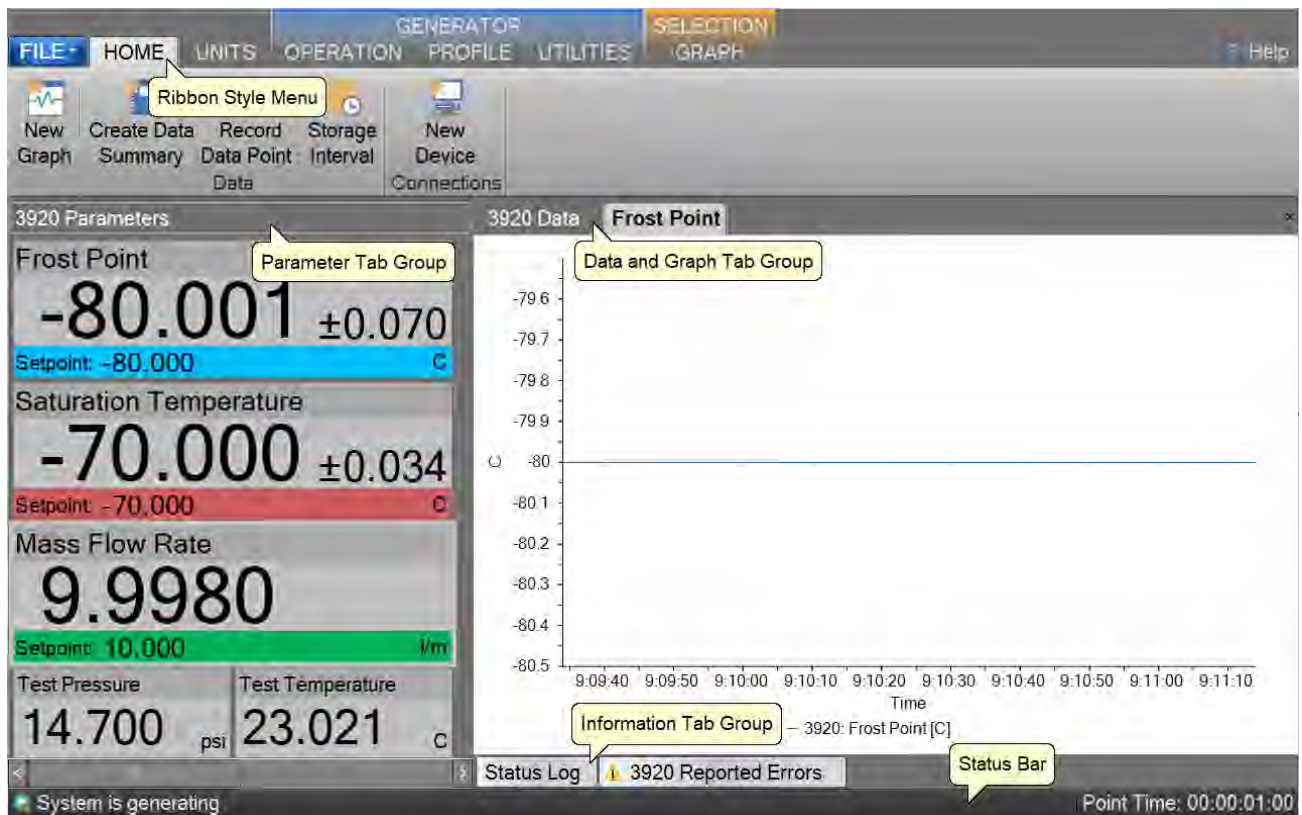 GENERATOR SELECTION
FILE HOME UNITS OPERATION PROFILE UTILITIES GRAPH Help
Ribbon Style Menu
New Create Data Record Storage New
Graph Summary Data Point Interval Device
Data Connections
3920 Parameters
3920 Data Frost Point
Frost Point
Parameter Tab Group
Data and Graph Tab Group
-80.001 ±0.070
Setpoint: -80.000 C
Saturation Temperature
-70.000 ±0.034
Setpoint: -70.000 C
Mass Flow Rate
9.9980
Setpoint: 10.000 l/m
Test Pressure Test Temperature
14.700 psi 23.021 C
C
-79.6
-79.7
-79.8
-79.9
-80
-80.1
-80.2
-80.3
-80.4
-80.5
9:09:40 9:09:50 9:10:00 9:10:10 9:10:20 9:10:30 9:10:40 9:10:50 9:11:00 9:11:10
Time
3920: Frost Point [C]
Information Tab Group
Status Log 3920 Reported Errors
Status Bar
System is generating Point Time: 00:00:01:00